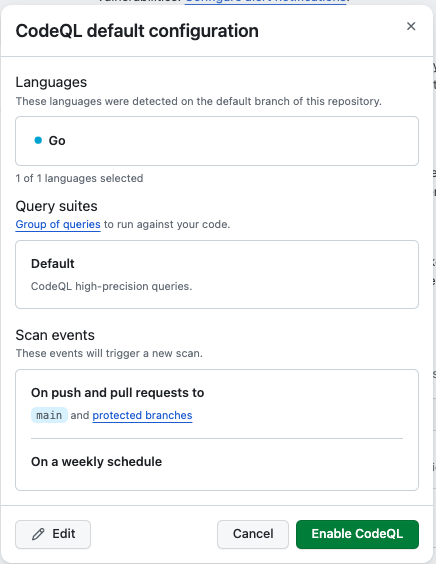 Configure alert notifications.
CodeQL default configuration
Languages
These languages were detected on the default branch of this repository.
Go
1 of 1 languages selected
Query suites
Group of queries to run against your code.
Default
CodeQL high-precision queries.
Scan events
These events will trigger a new scan.
On push and pull requests to
main and protected branches
On a weekly schedule
Edit
Cancel
Enable CodeQL